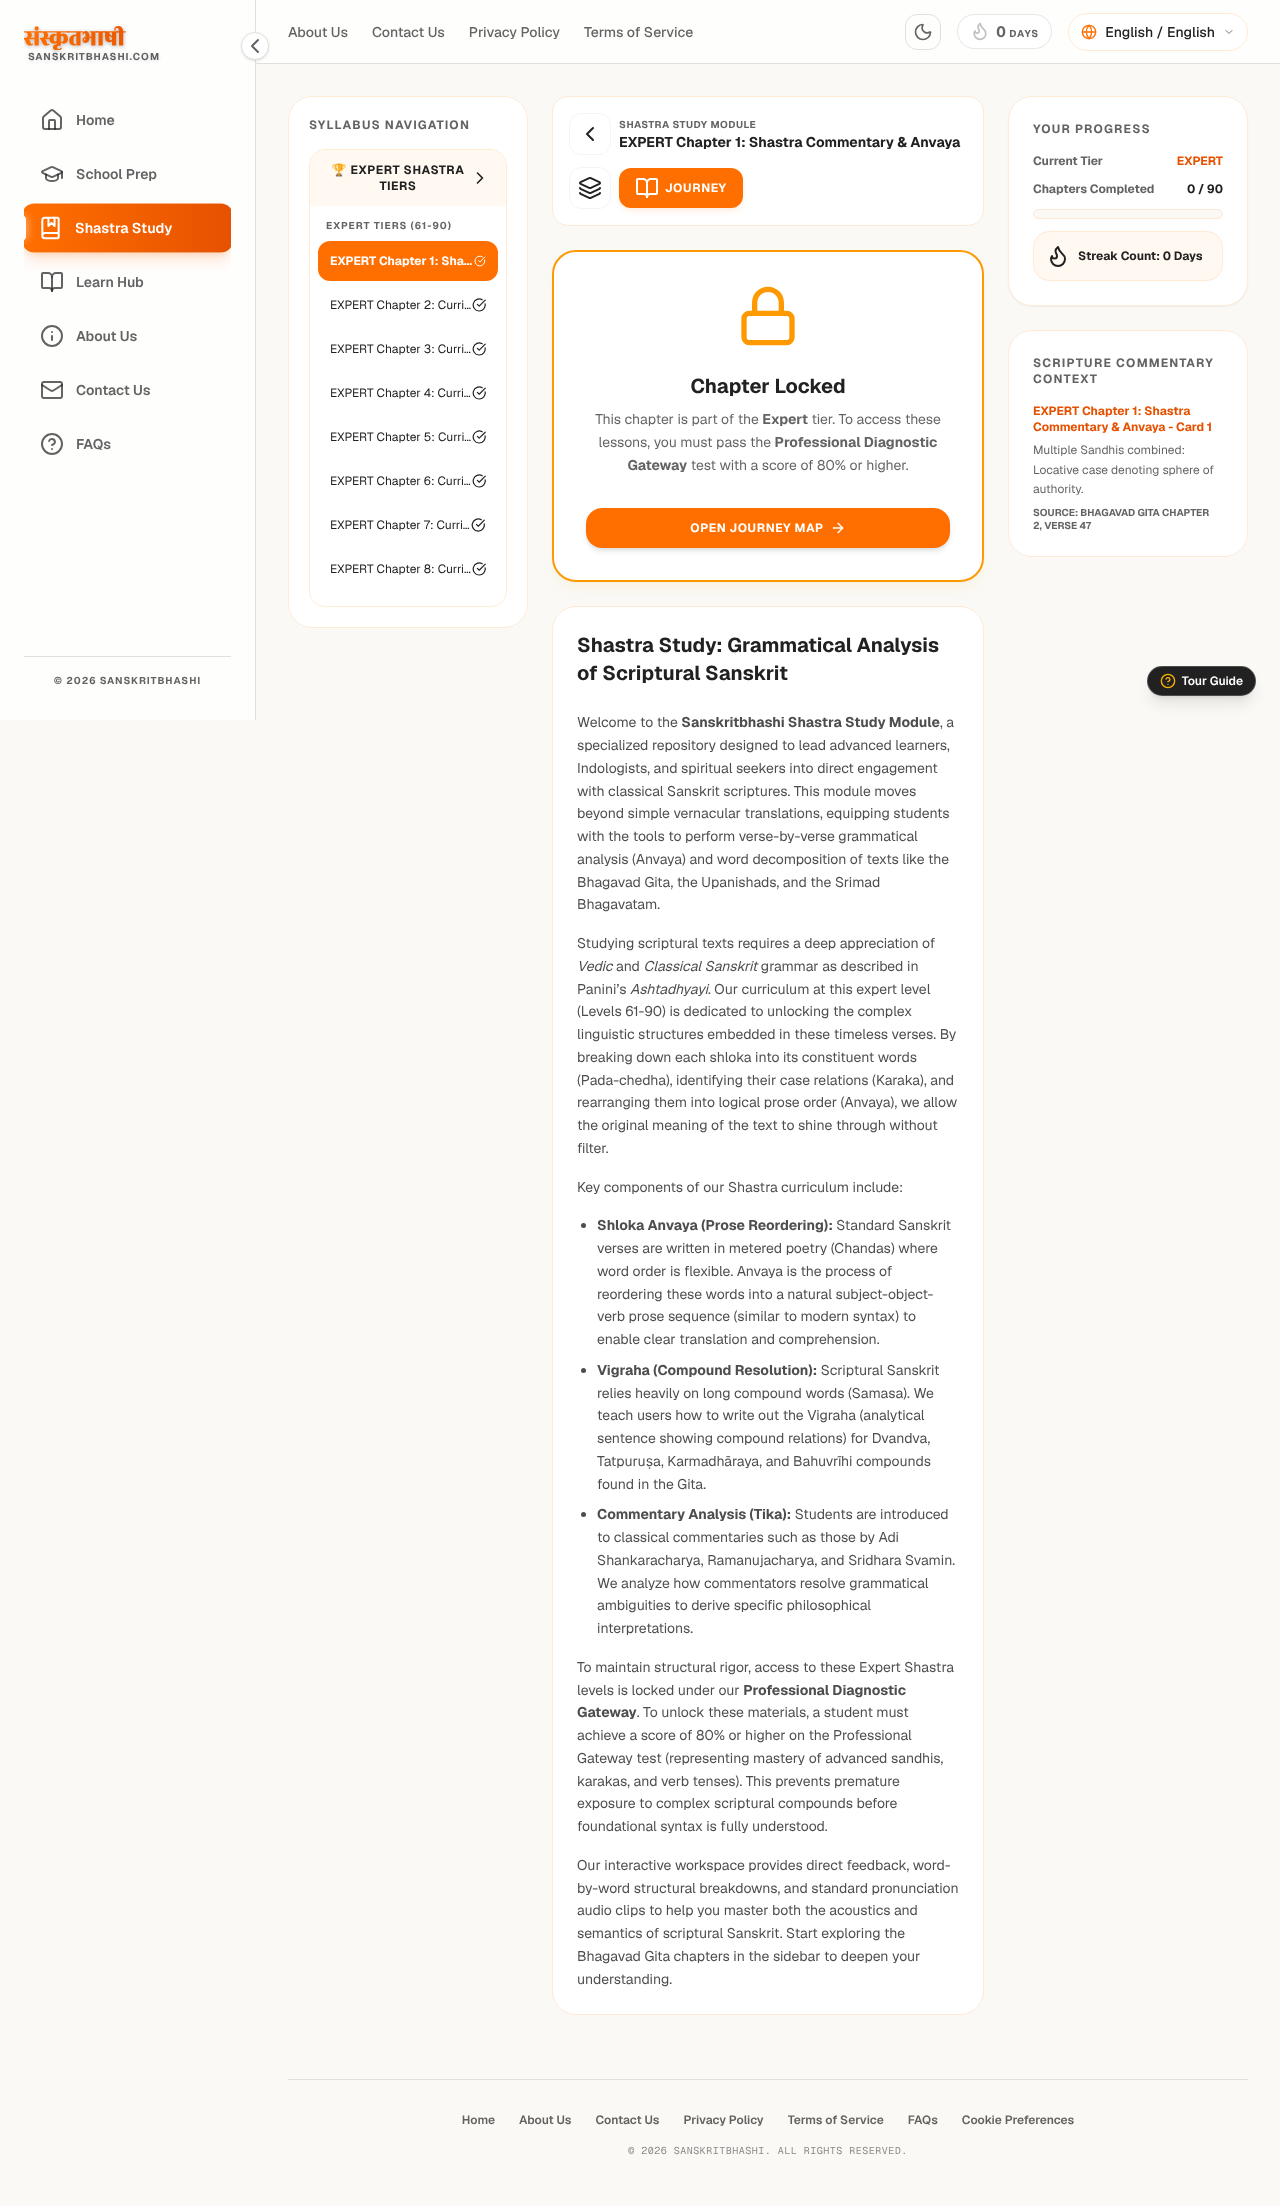 संस्कृतभाषी
SANSKRITBHASHI.COM
Home
School Prep
Shastra Study
Learn Hub
About Us
Contact Us
FAQs
© 2026 SANSKRITBHASHI
About Us
Contact Us
Privacy Policy
Terms of Service
0 DAYS
English / English
SYLLABUS NAVIGATION
🏆 EXPERT SHASTRA
TIERS
EXPERT TIERS (61-90)
EXPERT Chapter 1: Sha...
EXPERT Chapter 2: Curri...
EXPERT Chapter 3: Curri...
EXPERT Chapter 4: Curri...
EXPERT Chapter 5: Curri...
EXPERT Chapter 6: Curri...
EXPERT Chapter 7: Curri...
EXPERT Chapter 8: Curri...
SHASTRA STUDY MODULE
EXPERT Chapter 1: Shastra Commentary & Anvaya
JOURNEY
Chapter Locked
This chapter is part of the Expert tier. To access these
lessons, you must pass the Professional Diagnostic
Gateway test with a score of 80% or higher.
OPEN JOURNEY MAP
Shastra Study: Grammatical Analysis
of Scriptural Sanskrit
Welcome to the Sanskritbhashi Shastra Study Module, a
specialized repository designed to lead advanced learners,
Indologists, and spiritual seekers into direct engagement
with classical Sanskrit scriptures. This module moves
beyond simple vernacular translations, equipping students
with the tools to perform verse-by-verse grammatical
analysis (Anvaya) and word decomposition of texts like the
Bhagavad Gita, the Upanishads, and the Srimad
Bhagavatam.
Studying scriptural texts requires a deep appreciation of
Vedic and Classical Sanskrit grammar as described in
Panini's Ashtadhyayi. Our curriculum at this expert level
(Levels 61-90) is dedicated to unlocking the complex
linguistic structures embedded in these timeless verses. By
breaking down each shloka into its constituent words
(Pada-chedha), identifying their case relations (Karaka), and
rearranging them into logical prose order (Anvaya), we allow
the original meaning of the text to shine through without
filter.
Key components of our Shastra curriculum include:
• Shloka Anvaya (Prose Reordering): Standard Sanskrit
verses are written in metered poetry (Chandas) where
word order is flexible. Anvaya is the process of
reordering these words into a natural subject-object-
verb prose sequence (similar to modern syntax) to
enable clear translation and comprehension.
• Vigraha (Compound Resolution): Scriptural Sanskrit
relies heavily on long compound words (Samasa). We
teach users how to write out the Vigraha (analytical
sentence showing compound relations) for Dvandva,
Tatpuruṣa, Karmadhāraya, and Bahuvrīhi compounds
found in the Gita.
• Commentary Analysis (Tika): Students are introduced
to classical commentaries such as those by Adi
Shankaracharya, Ramanujacharya, and Sridhara Svamin.
We analyze how commentators resolve grammatical
ambiguities to derive specific philosophical
interpretations.
To maintain structural rigor, access to these Expert Shastra
levels is locked under our Professional Diagnostic
Gateway. To unlock these materials, a student must
achieve a score of 80% or higher on the Professional
Gateway test (representing mastery of advanced sandhis,
karakas, and verb tenses). This prevents premature
exposure to complex scriptural compounds before
foundational syntax is fully understood.
Our interactive workspace provides direct feedback, word-
by-word structural breakdowns, and standard pronunciation
audio clips to help you master both the acoustics and
semantics of scriptural Sanskrit. Start exploring the
Bhagavad Gita chapters in the sidebar to deepen your
understanding.
YOUR PROGRESS
Current Tier EXPERT
Chapters Completed 0 / 90
Streak Count: 0 Days
SCRIPTURE COMMENTARY
CONTEXT
EXPERT Chapter 1: Shastra
Commentary & Anvaya - Card 1
Multiple Sandhis combined:
Locative case denoting sphere of
authority.
SOURCE: BHAGAVAD GITA CHAPTER
2, VERSE 47
Tour Guide
Home
About Us
Contact Us
Privacy Policy
Terms of Service
FAQs
Cookie Preferences
© 2026 SANSKRITBHASHI. ALL RIGHTS RESERVED.